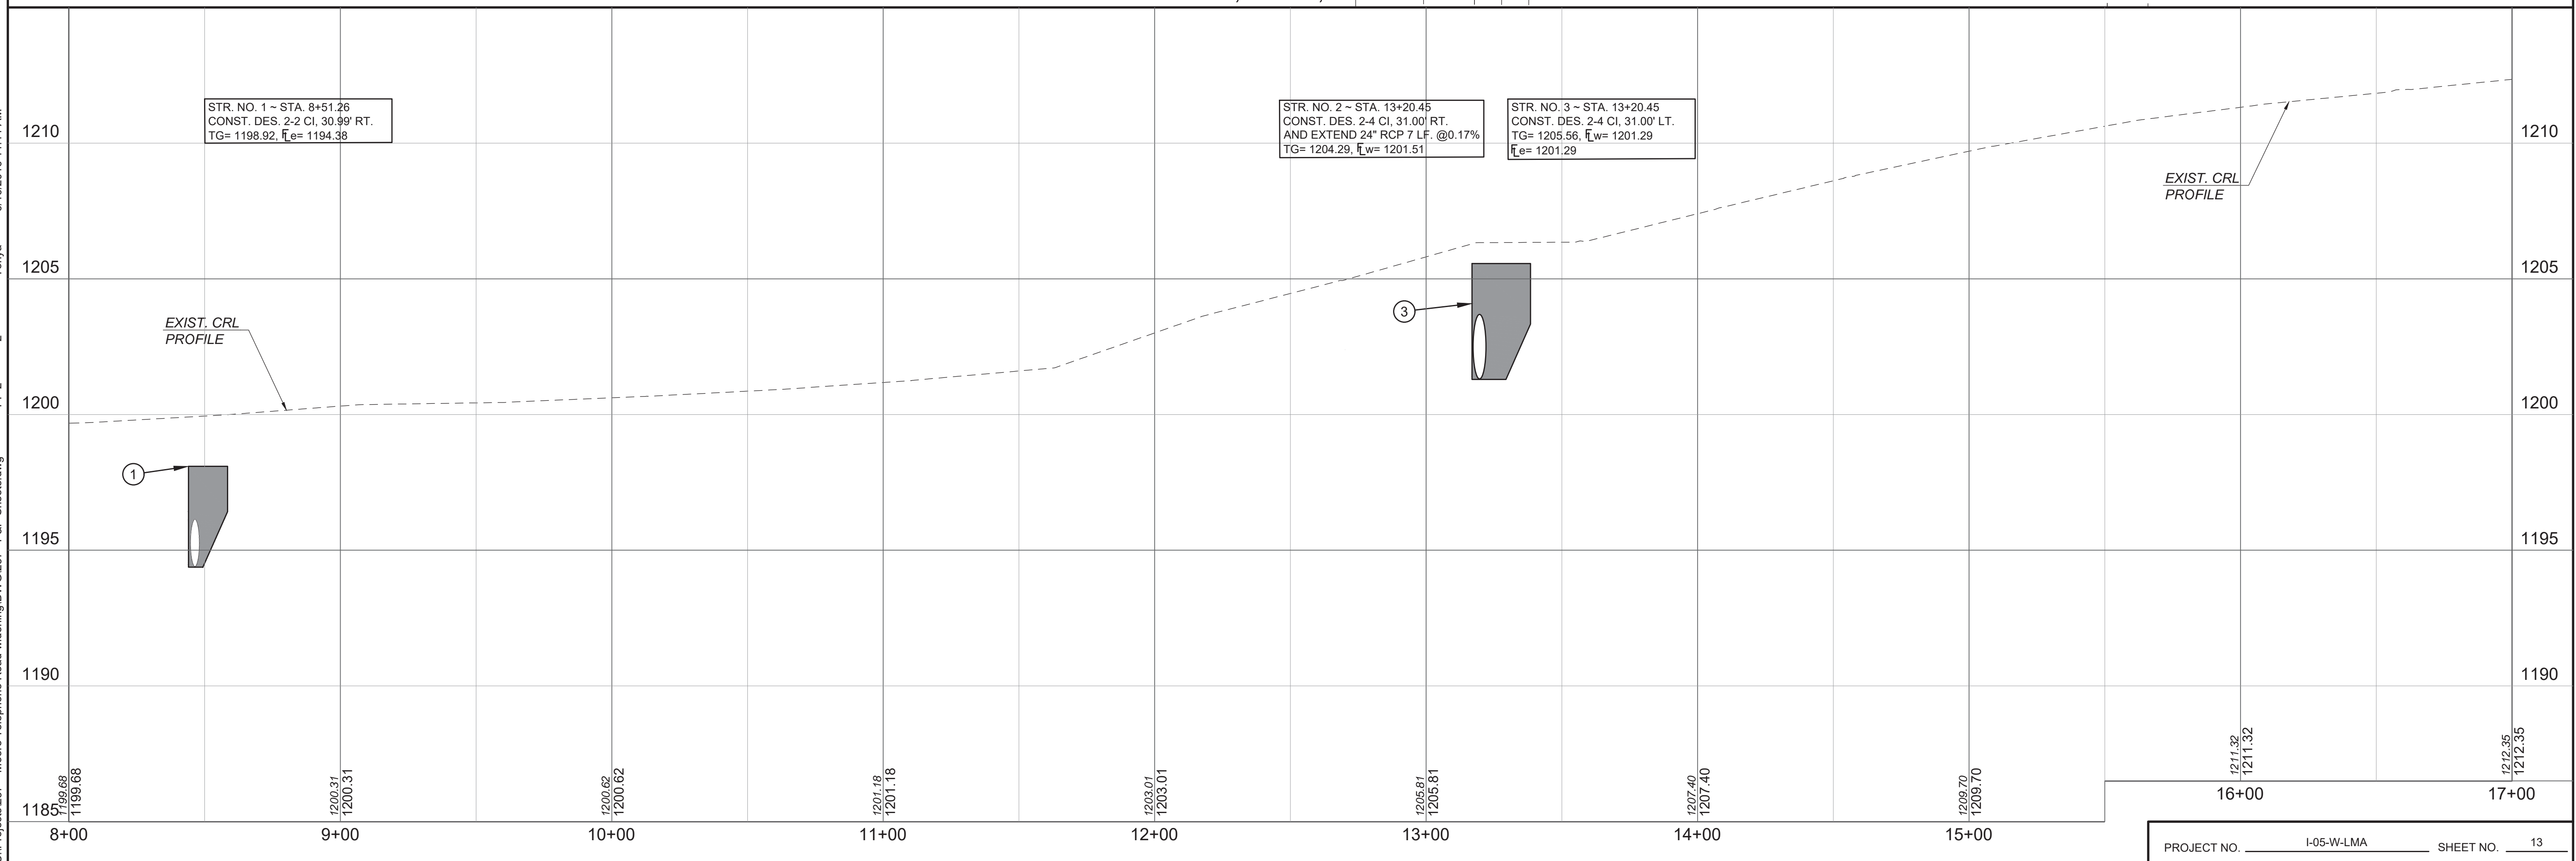 STR. NO. 1 ~ STA. 8+51.26
CONST. DES. 2-2 CI, 30.99' RT.
TG= 1198.92, FLe= 1194.38
STR. NO. 2 ~ STA. 13+20.45
CONST. DES. 2-4 CI, 31.00' RT.
AND EXTEND 24" RCP 7 LF. @0.17%
TG= 1204.29, FLw= 1201.51
STR. NO. 3 ~ STA. 13+20.45
CONST. DES. 2-4 CI, 31.00' LT.
TG= 1205.56, FLw= 1201.29
FLe= 1201.29
1210
1210
EXIST. CRL
PROFILE
1205
1205
3
EXIST. CRL
PROFILE
1200
1200
1
1195
1195
1190
1190
1185
1199.68
1199.68
1200.31
1200.31
1200.62
1200.62
1201.18
1201.18
1203.01
1203.01
1205.81
1205.81
1207.40
1207.40
1209.70
1209.70
1211.32
1211.32
1212.35
1212.35
8+00
9+00
10+00
11+00
12+00
13+00
14+00
15+00
16+00
17+00
PROJECT NO. I-05-W-LMA SHEET NO. 13